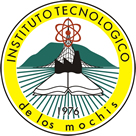 INSTITUTO TECNOLOGICO
1976
de los mochis